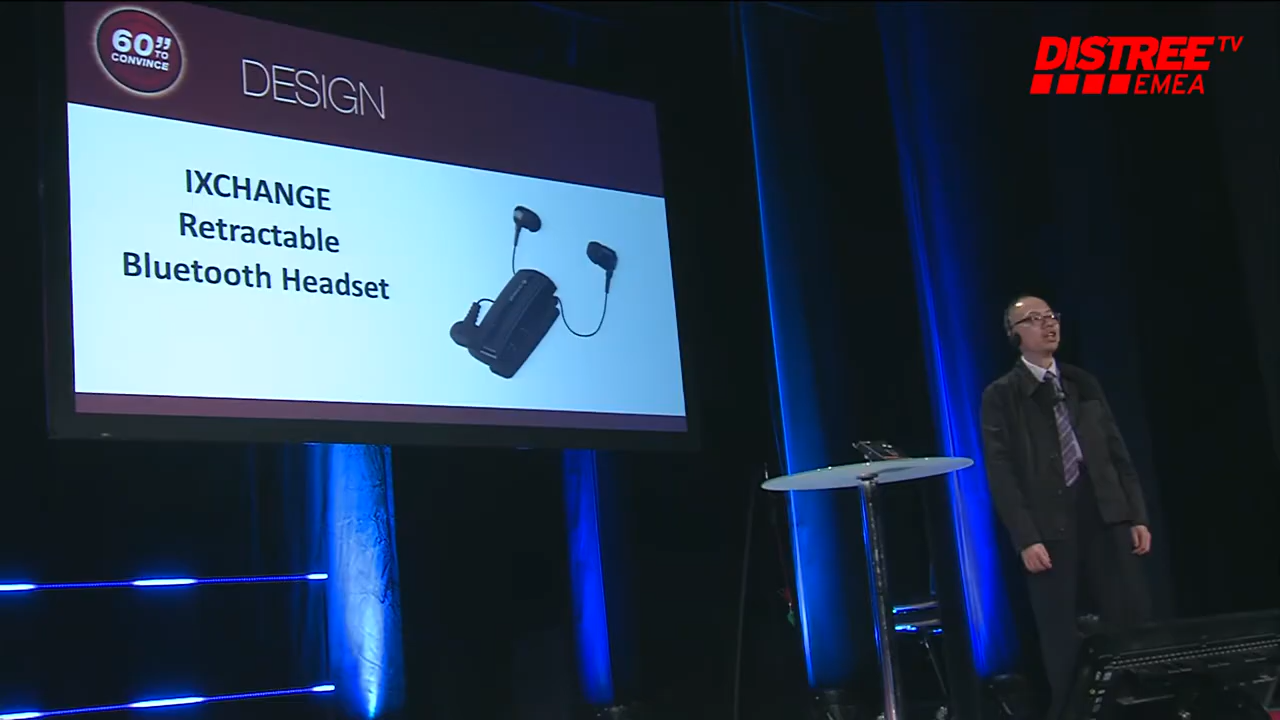 60”
TO
CONVINCE
DESIGN
IXCHANGE
Retractable
Bluetooth Headset
DISTREE TV
EMEA